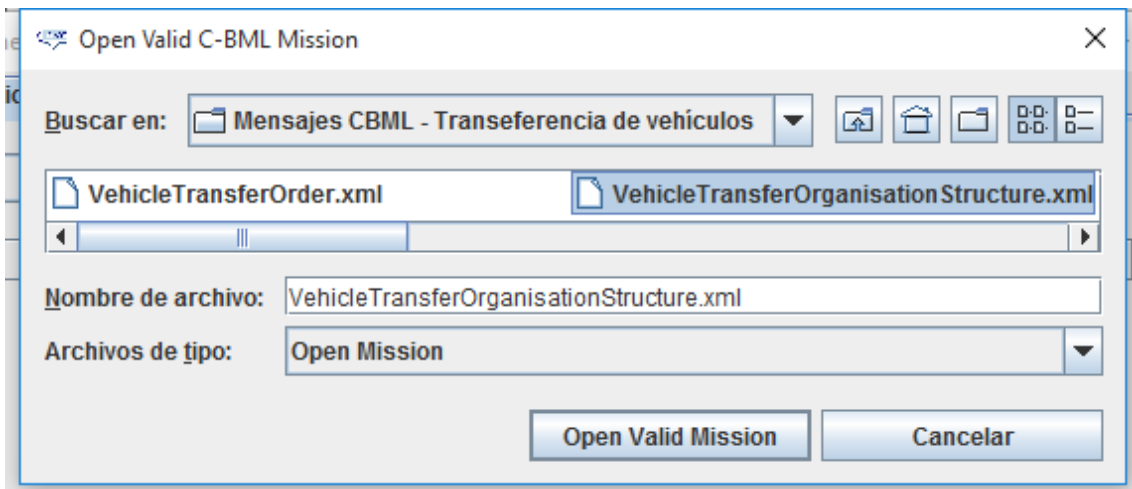 Open Valid C-BML Mission
Buscar en: Mensajes CBML - Transeferencia de vehículos
VehicleTransferOrder.xml VehicleTransferOrganisationStructure.xml
Nombre de archivo: VehicleTransferOrganisationStructure.xml
Archivos de tipo: Open Mission
Open Valid Mission Cancelar